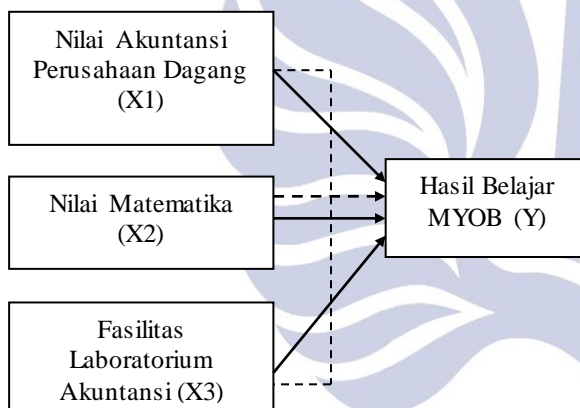 Nilai Akuntansi
Perusahaan Dagang
(X1)
Nilai Matematika
(X2)
Hasil Belajar
MYOB (Y)
Fasilitas
Laboratorium
Akuntansi (X3)